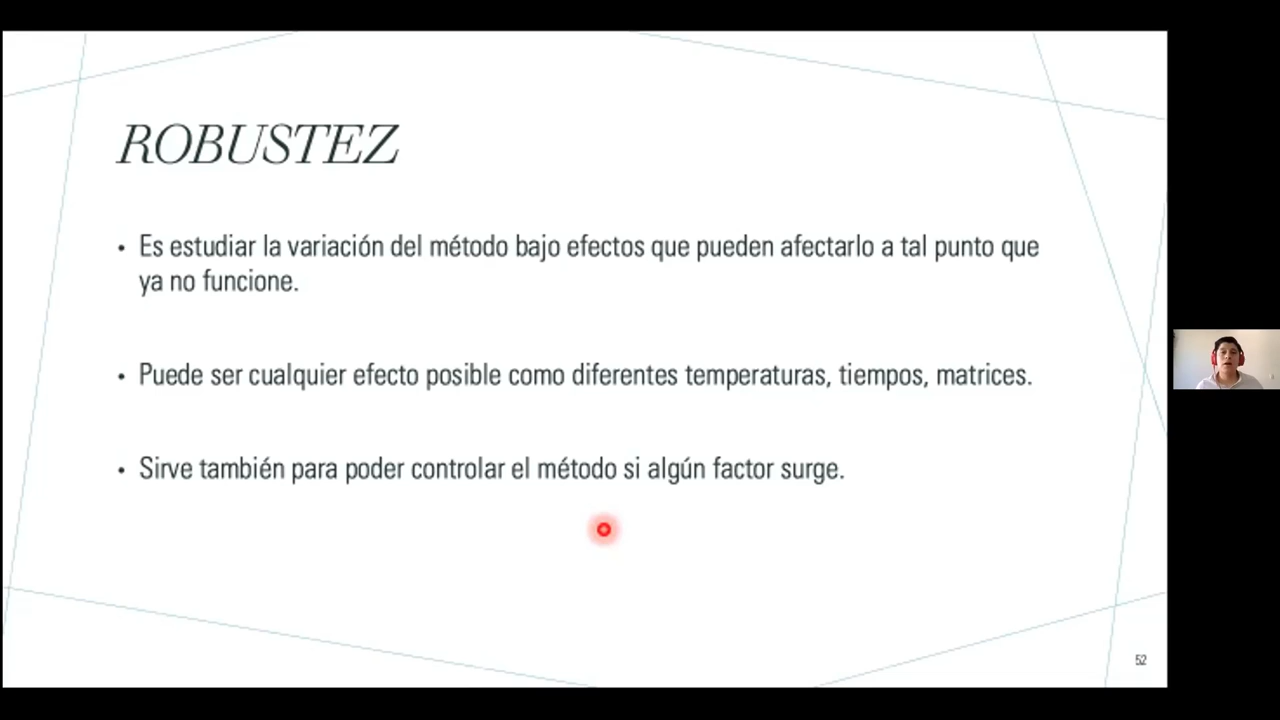 ROBUSTEZ
• Es estudiar la variación del método bajo efectos que pueden afectarlo a tal punto que
ya no funcione.
• Puede ser cualquier efecto posible como diferentes temperaturas, tiempos, matrices.
• Sirve también para poder controlar el método si algún factor surge.
52